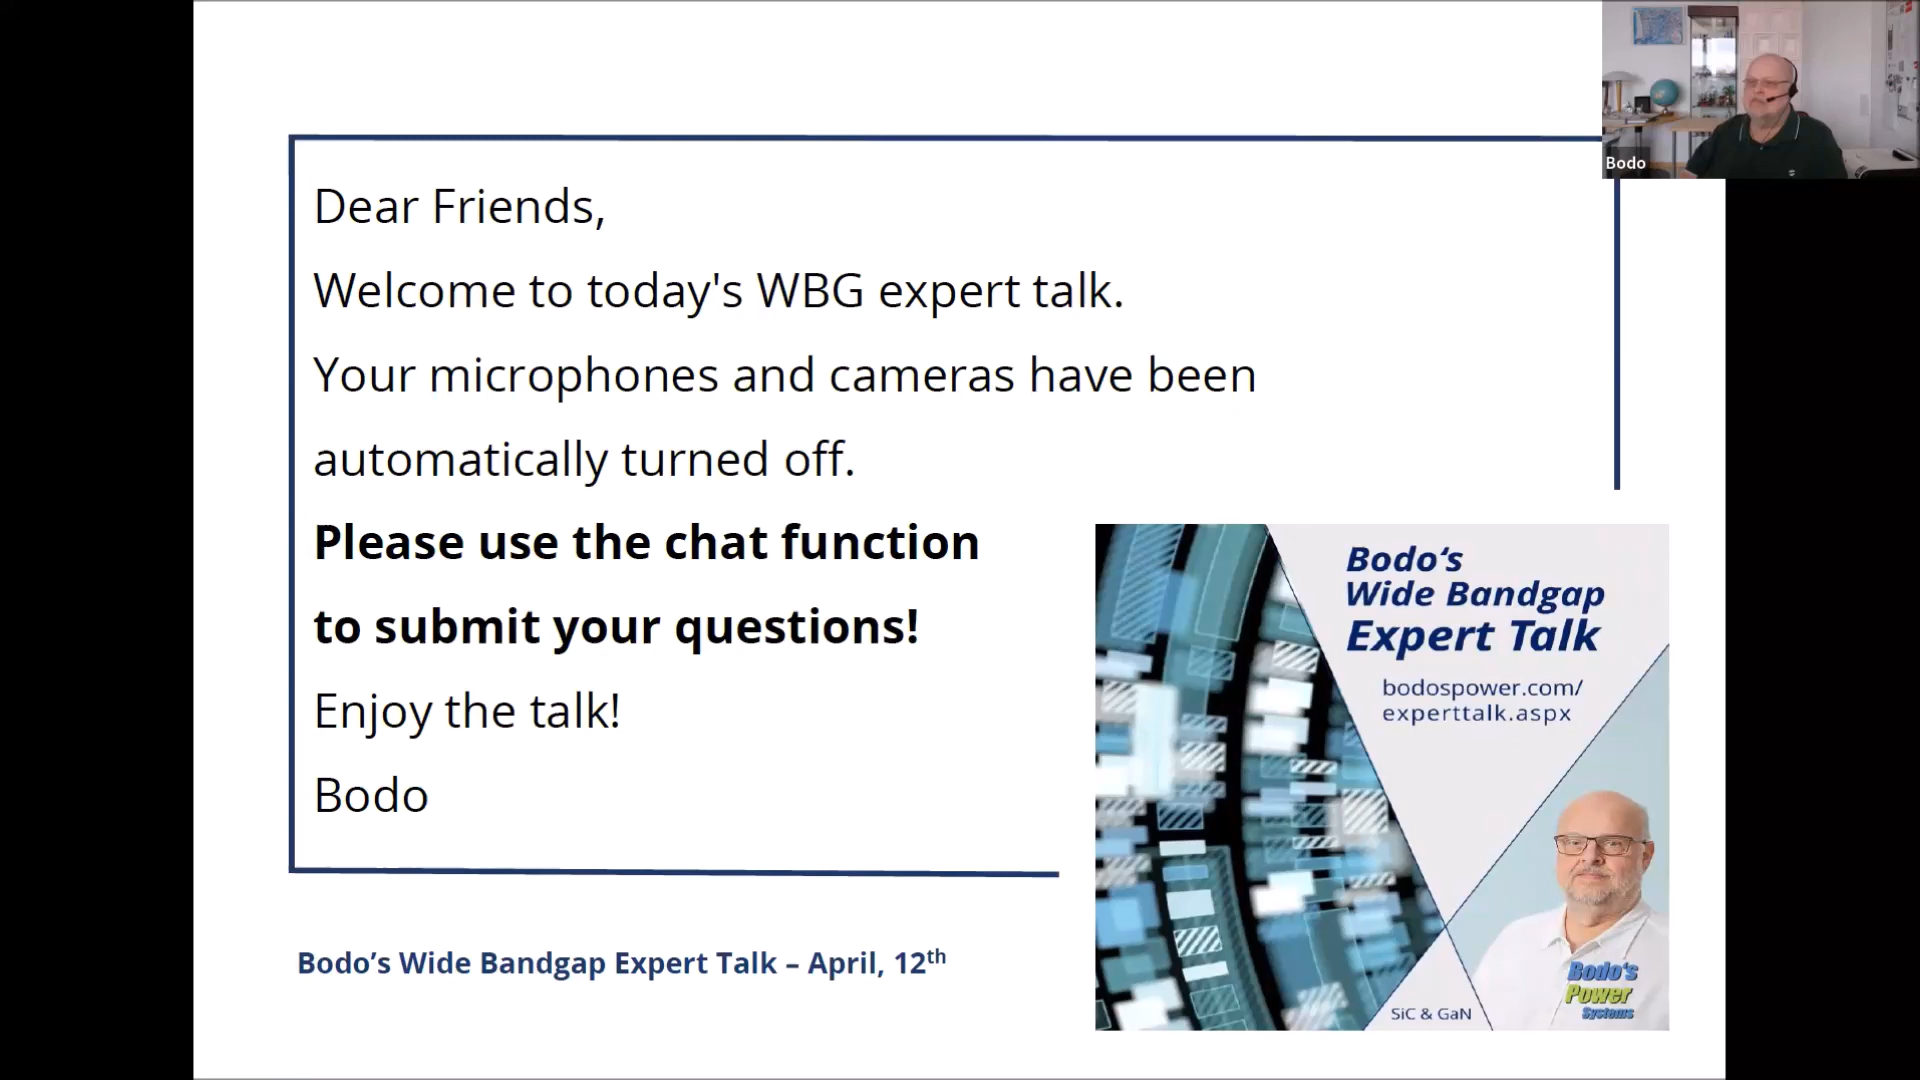 Bodo
Dear Friends,
Welcome to today's WBG expert talk.
Your microphones and cameras have been
automatically turned off.
Please use the chat function
to submit your questions!
Enjoy the talk!
Bodo
Bodo‘s
Wide Bandgap
Expert Talk
bodospower.com/
experttalk.aspx
Bodo‘s
Power
Systems
SiC & GaN
Bodo’s Wide Bandgap Expert Talk – April, 12th